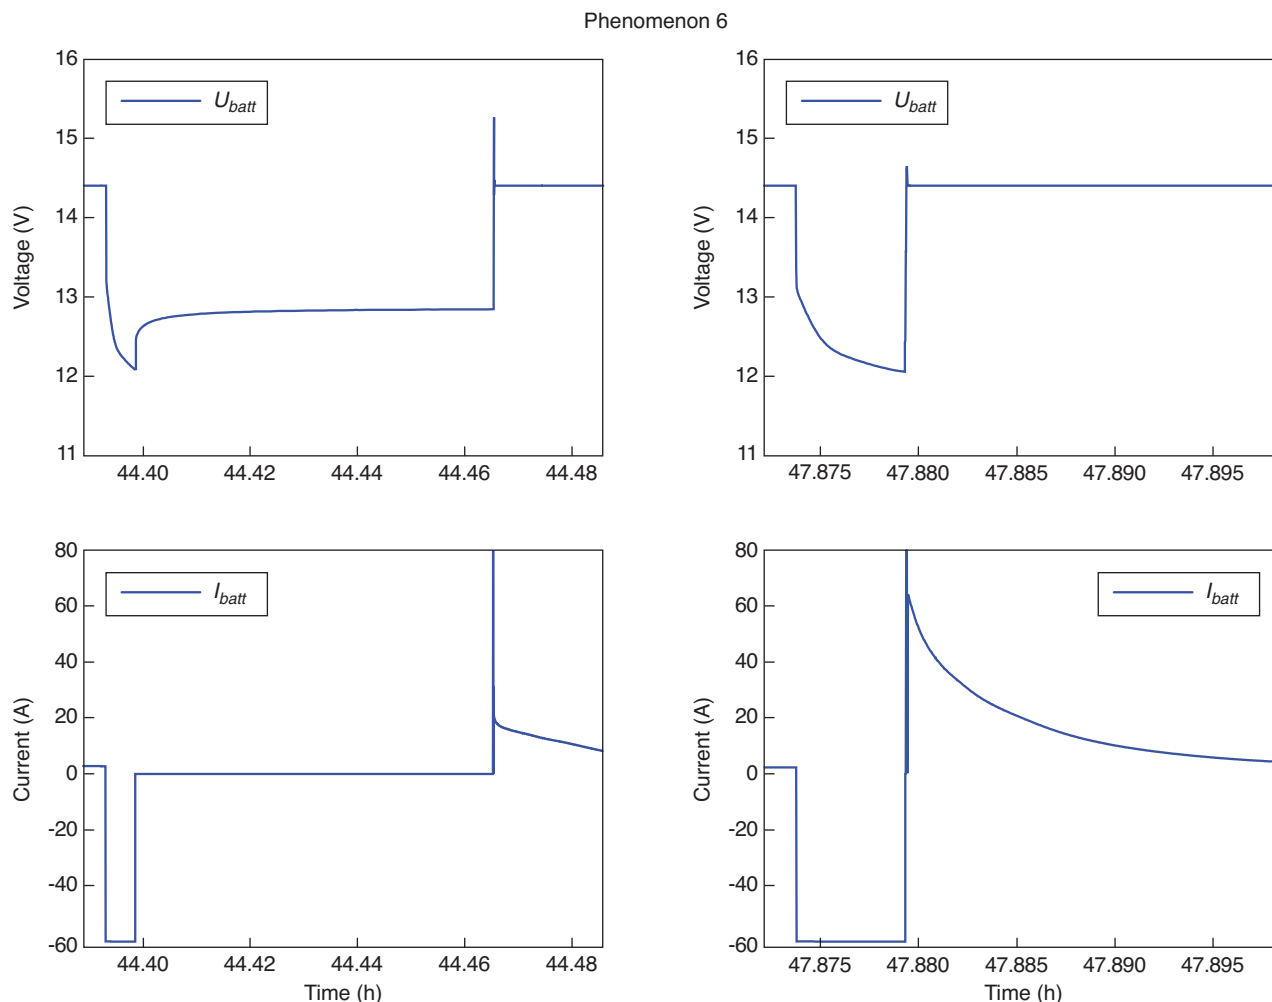 Phenomenon 6
16
15
14
13
12
11
Voltage (V)
U_batt
44.40 44.42 44.44 44.46 44.48
16
15
14
13
12
11
Voltage (V)
U_batt
47.875 47.880 47.885 47.890 47.895
80
60
40
20
0
-20
-40
-60
Current (A)
I_batt
44.40 44.42 44.44 44.46 44.48
Time (h)
80
60
40
20
0
-20
-40
-60
Current (A)
I_batt
47.875 47.880 47.885 47.890 47.895
Time (h)